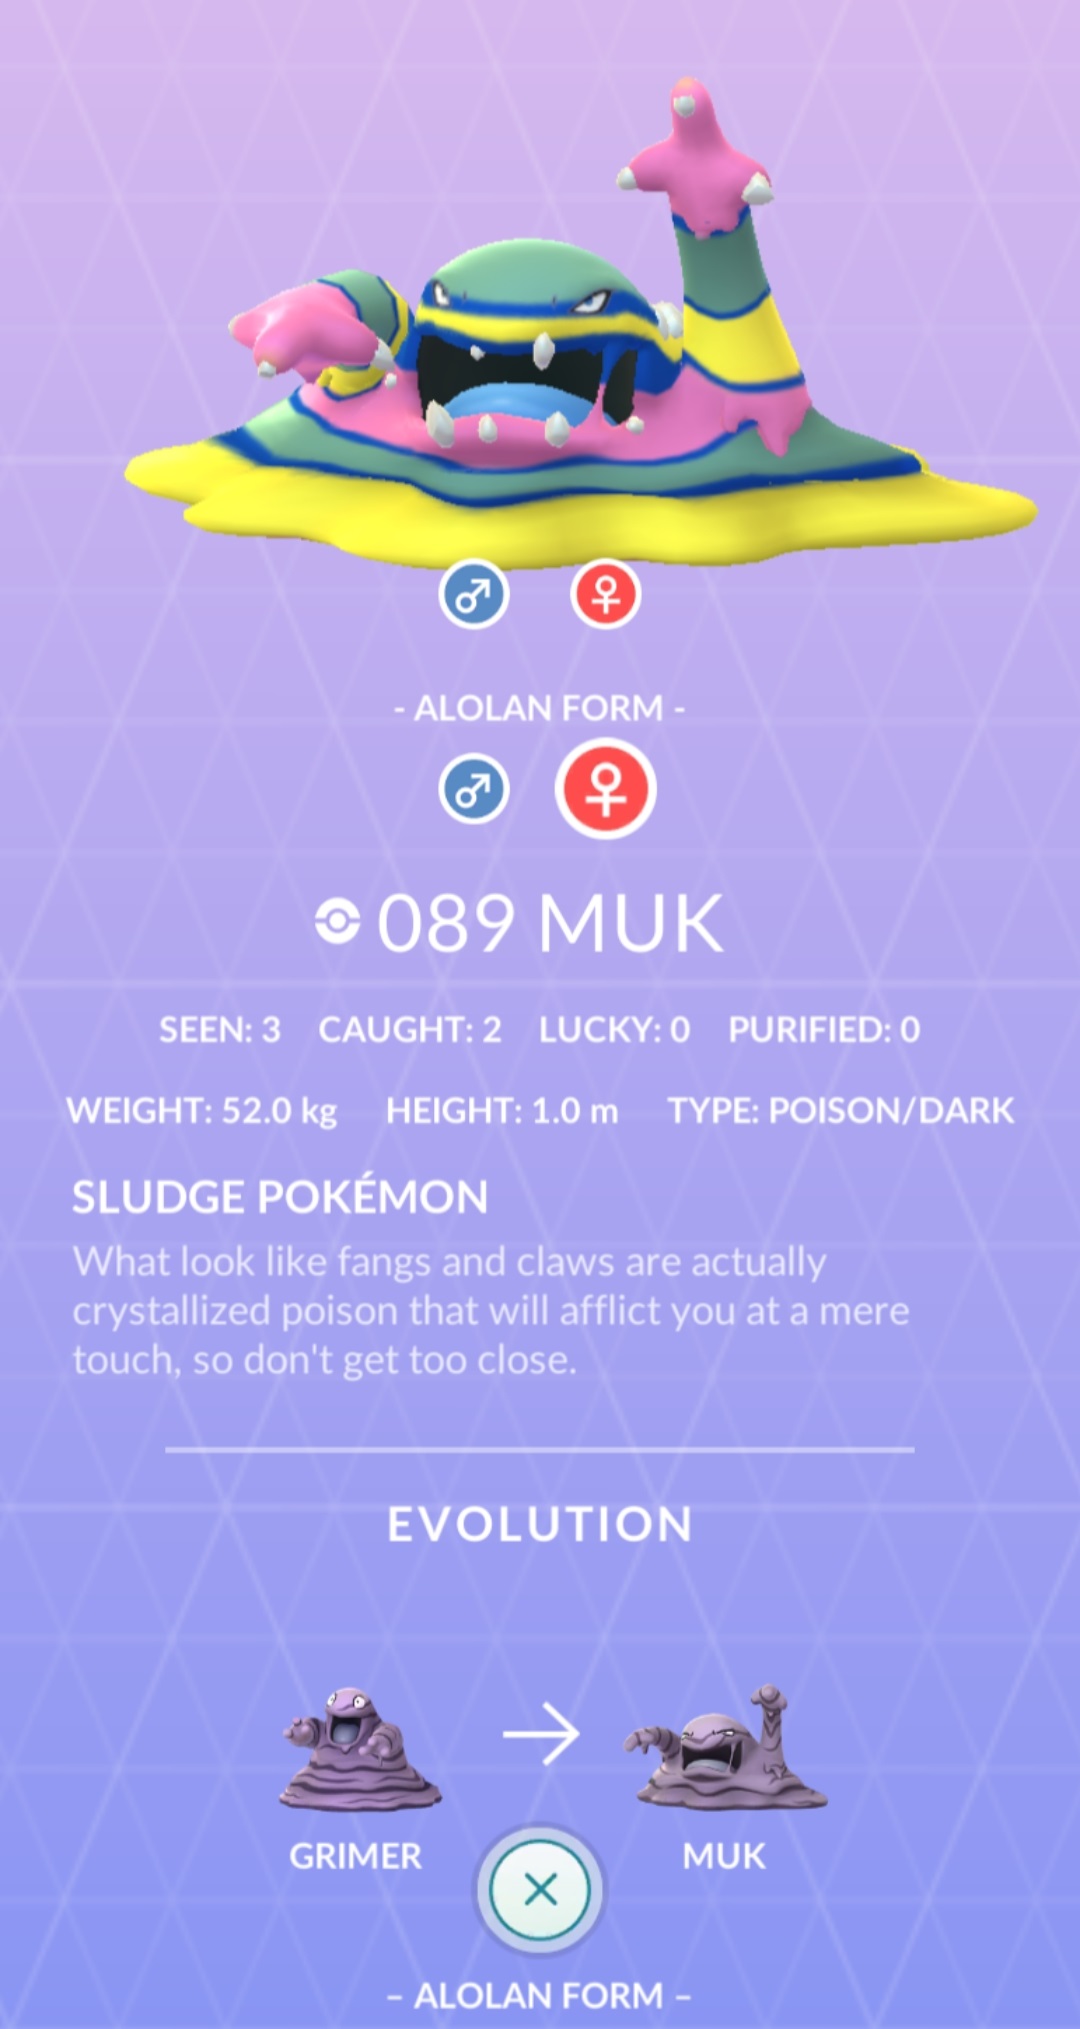 - ALOLAN FORM -
089 MUK
SEEN: 3 CAUGHT: 2 LUCKY: 0 PURIFIED: 0
WEIGHT: 52.0 kg HEIGHT: 1.0 m TYPE: POISON/DARK
SLUDGE POKÉMON
What look like fangs and claws are actually
crystallized poison that will afflict you at a mere
touch, so don't get too close.
EVOLUTION
GRIMER MUK
– ALOLAN FORM –